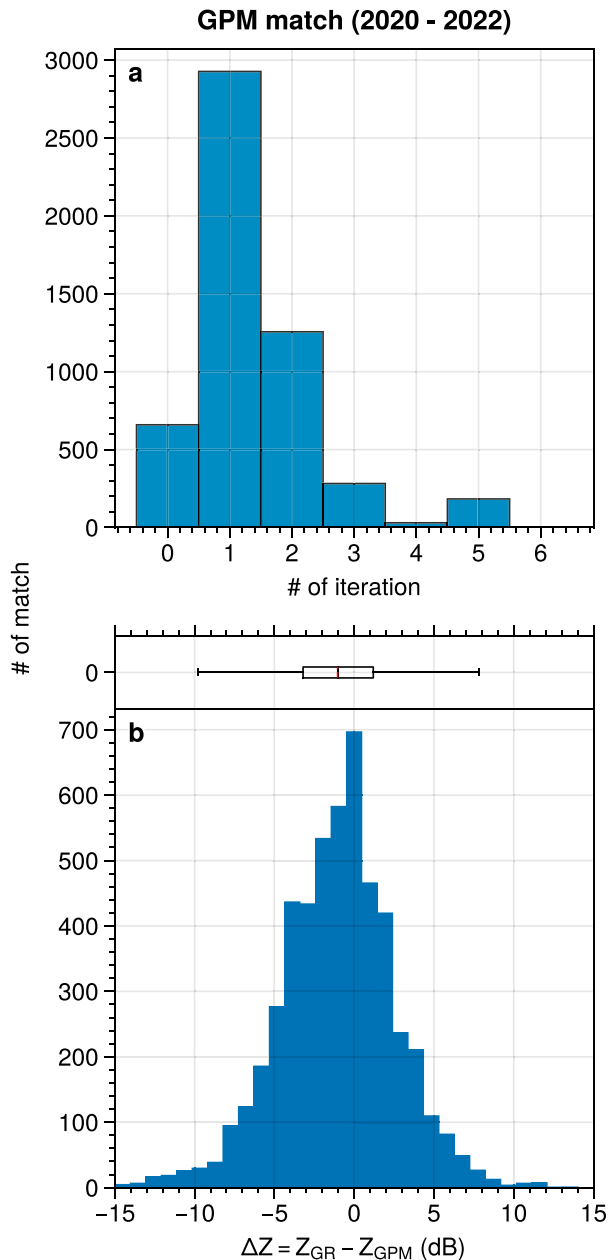 GPM match (2020 - 2022)
a
3000
2500
2000
1500
1000
500
0
0 1 2 3 4 5 6
# of iteration
# of match
0
b
700
600
500
400
300
200
100
0
−15 −10 −5 0 5 10 15
ΔZ = Z_GR − Z_GPM (dB)